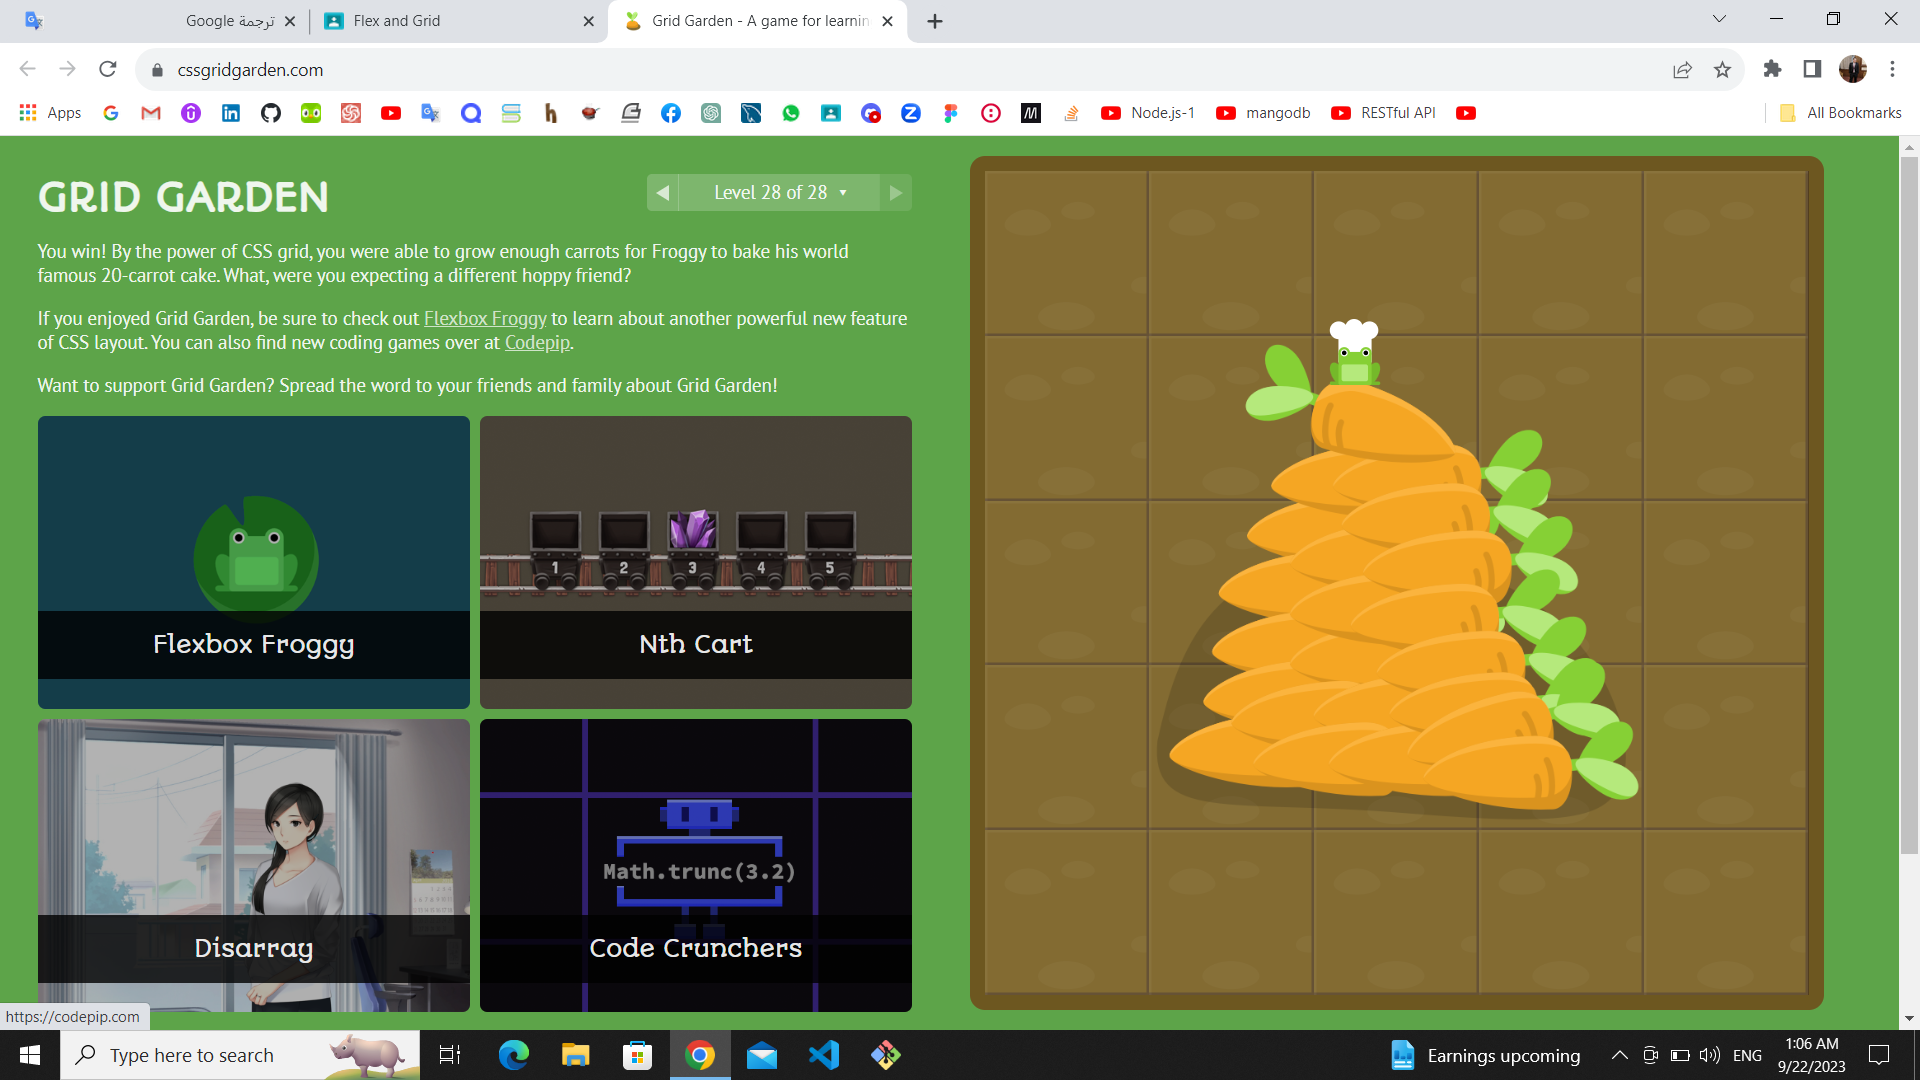 ترجمة Google
Flex and Grid
Grid Garden - A game for learnin
cssgridgarden.com
Apps
Node.js-1
mangodb
RESTful API
All Bookmarks
GRID GARDEN
Level 28 of 28
You win! By the power of CSS grid, you were able to grow enough carrots for Froggy to bake his world
famous 20-carrot cake. What, were you expecting a different hoppy friend?
If you enjoyed Grid Garden, be sure to check out Flexbox Froggy to learn about another powerful new feature
of CSS layout. You can also find new coding games over at Codepip.
Want to support Grid Garden? Spread the word to your friends and family about Grid Garden!
1 2 3 4 5
Flexbox Froggy
Nth Cart
Math.trunc(3.2)
Disarray
Code Crunchers
https://codepip.com
Type here to search
Earnings upcoming
ENG
1:06 AM
9/22/2023